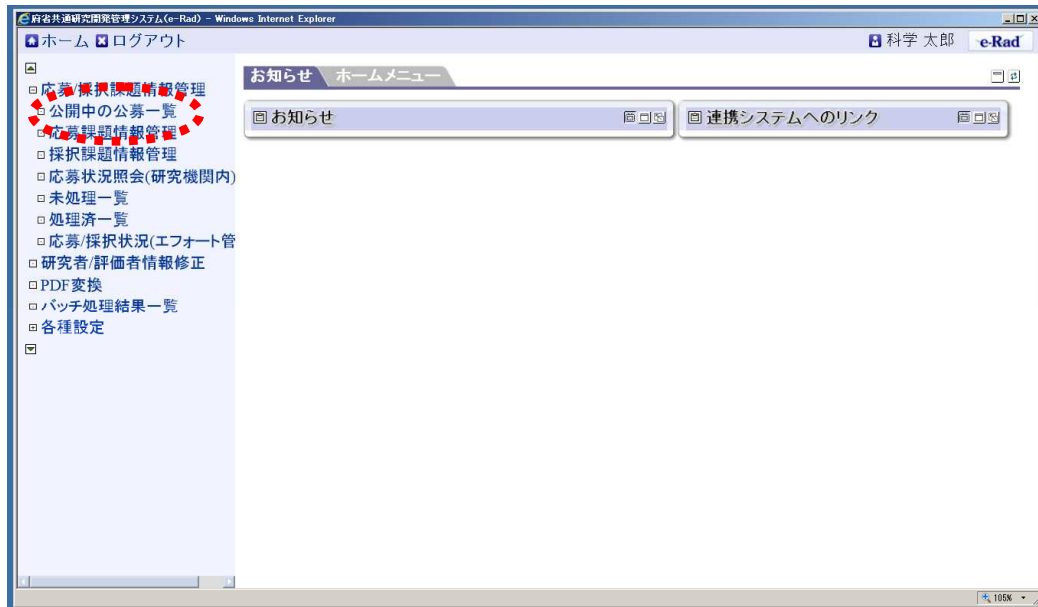 府省共通研究開発管理システム(e-Rad) - Windows Internet Explorer
ホーム ログアウト 科学 太郎 e-Rad
お知らせ ホームメニュー
お知らせ 連携システムへのリンク
応募/採択課題情報管理
公開中の公募一覧
応募課題情報管理
採択課題情報管理
応募状況照会(研究機関内)
未処理一覧
処理済一覧
応募/採択状況(エフォート管
研究者/評価者情報修正
PDF変換
バッチ処理結果一覧
各種設定
105%